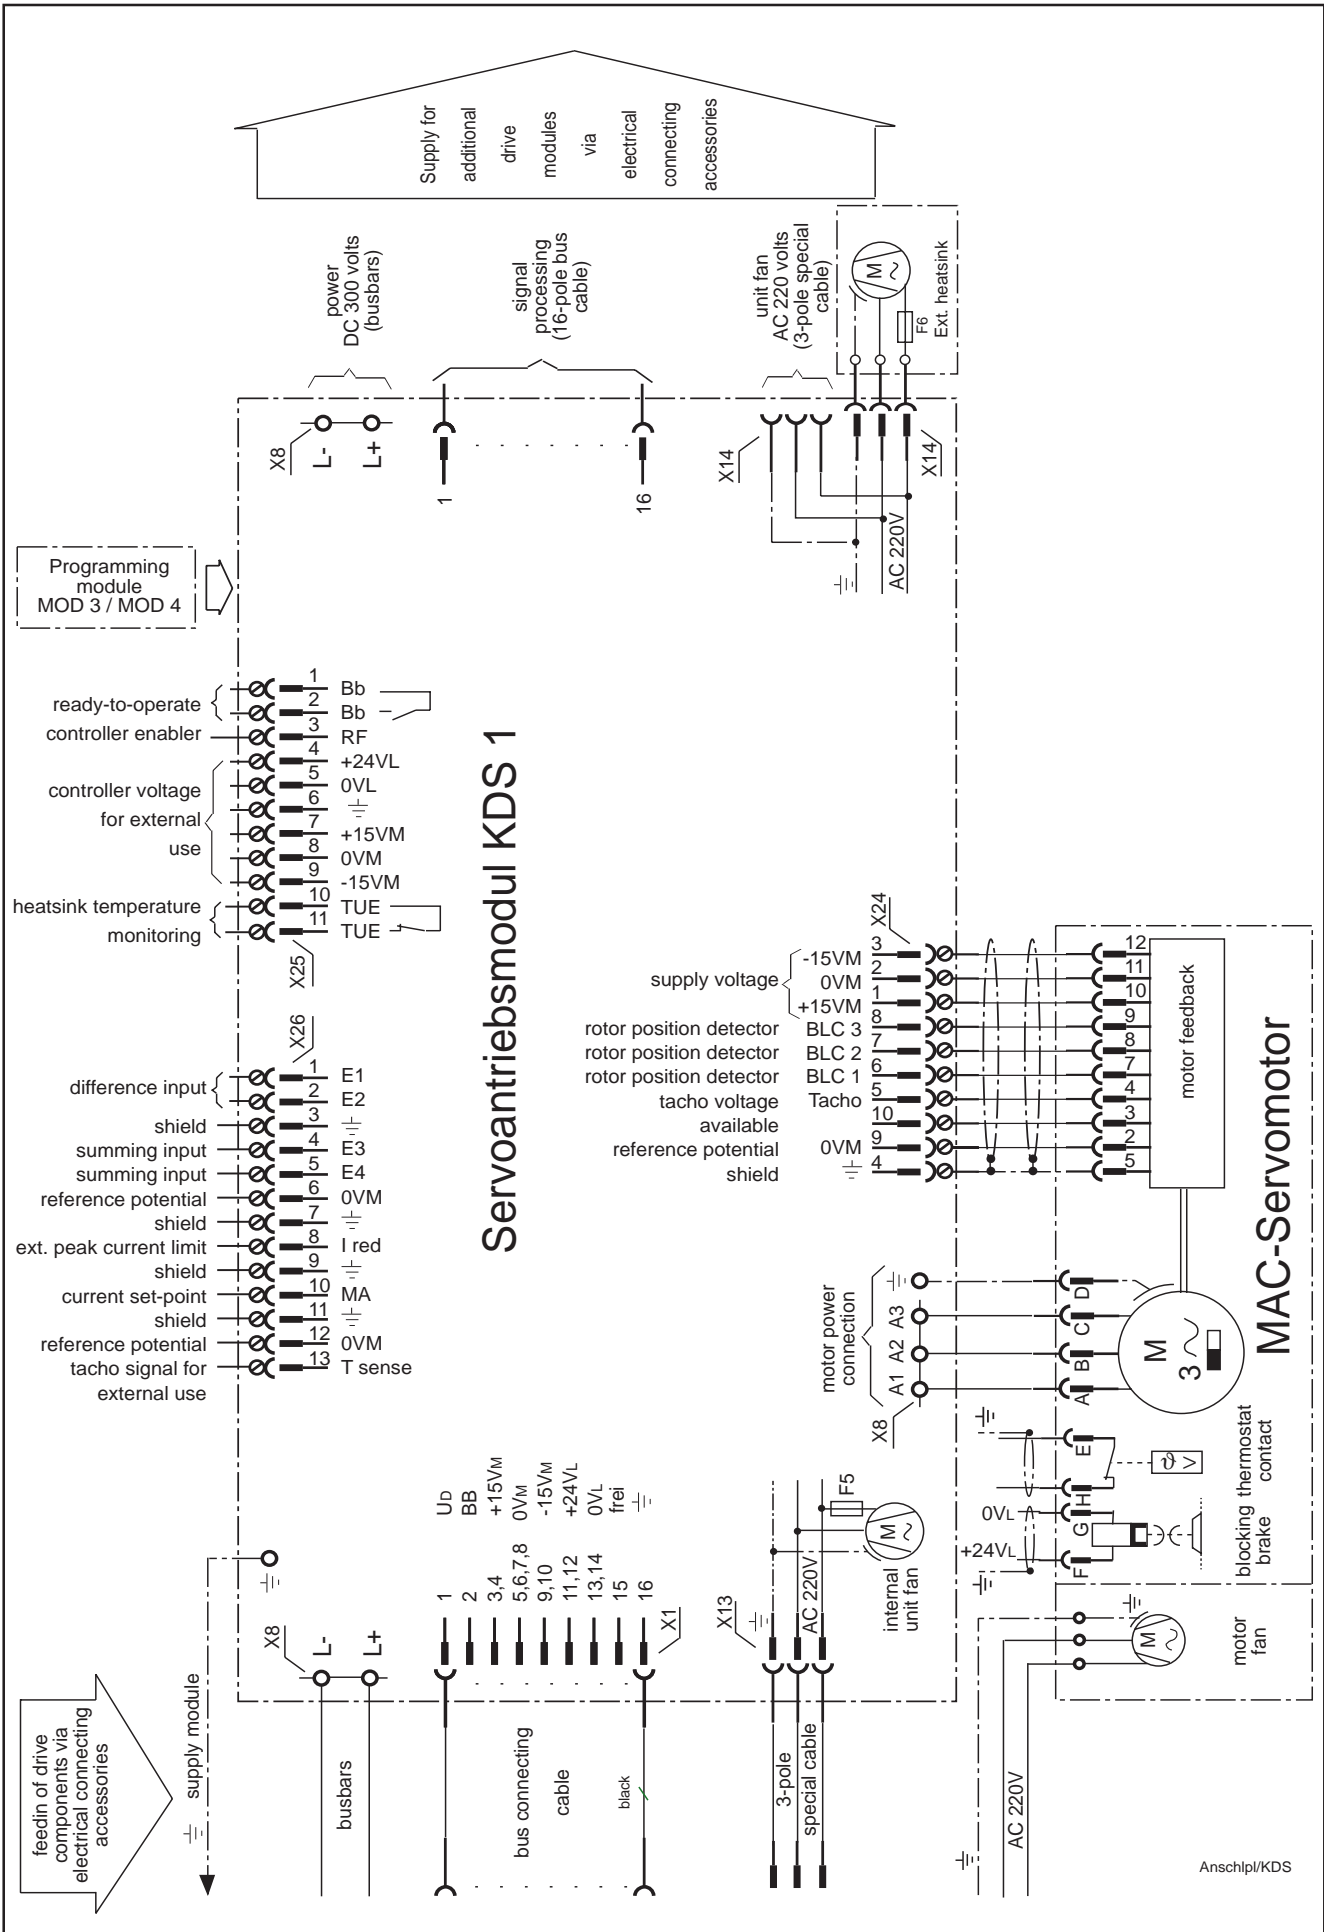 Supply for
additional
drive
modules
via
electrical
connecting
accessories
power
DC 300 volts
(busbars)
signal
processing
(16-pole bus
cable)
unit fan
AC 220 volts
(3-pole special
cable)
M
F6
Ext. heatsink
X8
L-
L+
1
16
X14
X14
AC 220V
Programming
module
MOD 3 / MOD 4
ready-to-operate
controller enabler
controller voltage
for external
use
heatsink temperature
monitoring
1 Bb
2 Bb
3 RF
4 +24VL
5 0VL
6
7 +15VM
8 0VM
9 -15VM
10 TUE
11 TUE
X25
X26
difference input
1 E1
2 E2
shield 3
summing input 4 E3
summing input 5 E4
reference potential 6 0VM
shield 7
ext. peak current limit 8 I red
shield 9
current set-point 10 MA
shield 11
reference potential 12 0VM
tacho signal for 13 T sense
external use
Servoantriebsmodul KDS 1
X24
supply voltage
-15VM 3 12
0VM 2 11
+15VM 1 10
rotor position detector BLC 3 8 9
rotor position detector BLC 2 7 8
rotor position detector BLC 1 6 7
tacho voltage Tacho 5 4
available 10 3
reference potential 0VM 9 2
shield 4 5
motor feedback
MAC-Servomotor
motor power
connection
A3
A2
A1
X8
D
C
B
A
M
3
E
H
G
F
0VL
+24VL
ϑ >
thermostat
contact
blocking
brake
M
motor
fan
AC 220V
UD
BB
+15VM
0VM
-15VM
+24VL
0VL
frei
1
2
3,4
5,6,7,8
9,10
11,12
13,14
15
16
X1
X13
AC 220V
F5
M
internal
unit fan
X8
L-
L+
feedin of drive
components via
electrical connecting
accessories
supply module
busbars
bus connecting
cable
black
3-pole
special cable
Anschlpl/KDS